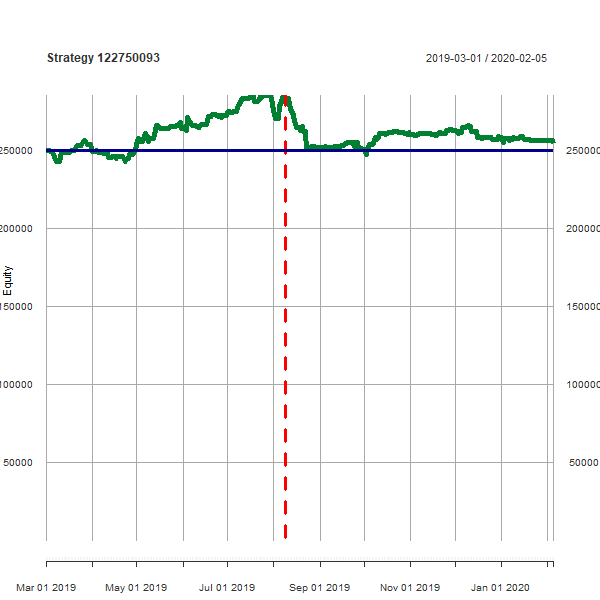 Strategy 122750093
2019-03-01 / 2020-02-05
250000
250000
200000
200000
Equity
150000
150000
100000
100000
50000
50000
Mar 01 2019
May 01 2019
Jul 01 2019
Sep 01 2019
Nov 01 2019
Jan 01 2020